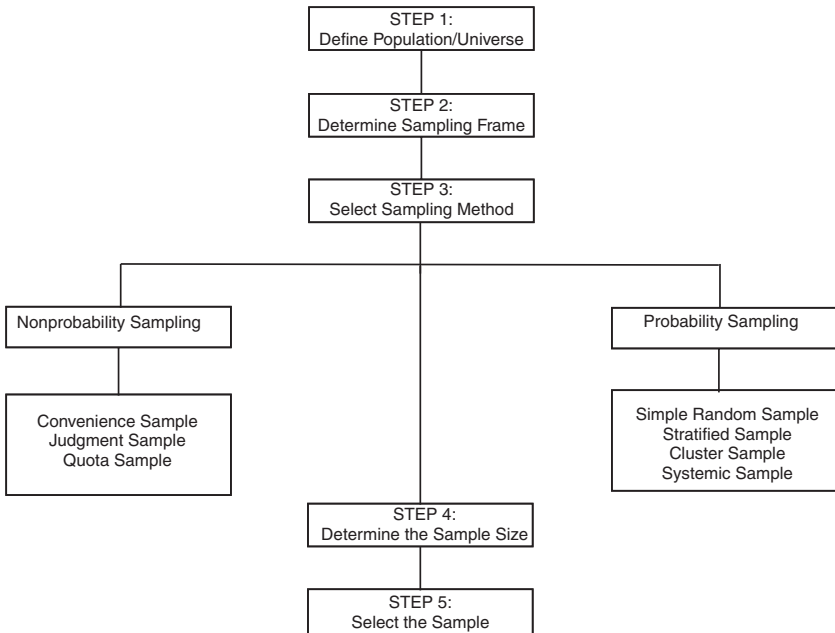 STEP 1:
Define Population/Universe
STEP 2:
Determine Sampling Frame
STEP 3:
Select Sampling Method
Nonprobability Sampling
Probability Sampling
Convenience Sample
Judgment Sample
Quota Sample
Simple Random Sample
Stratified Sample
Cluster Sample
Systemic Sample
STEP 4:
Determine the Sample Size
STEP 5:
Select the Sample